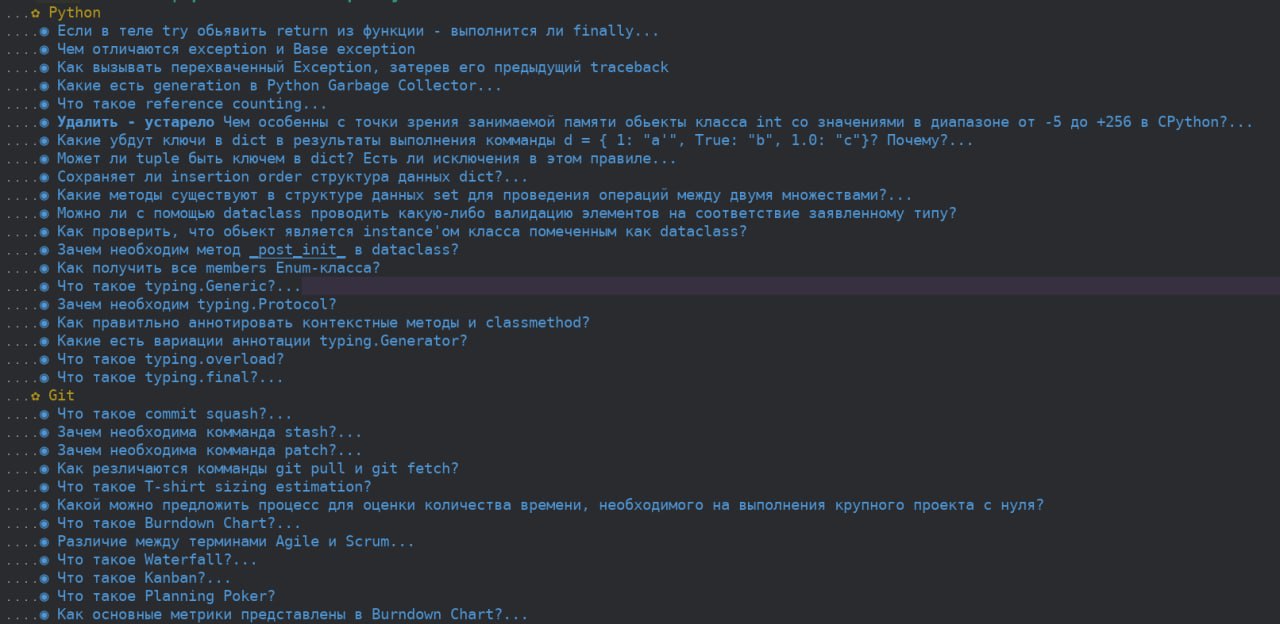 ...✿ Python
....◉ Если в теле try обьявить return из функции - выполнится ли finally...
....◉ Чем отличаются exception и Base exception
....◉ Как вызывать перехваченный Exception, затерев его предыдущий traceback
....◉ Какие есть generation в Python Garbage Collector...
....◉ Что такое reference counting...
....◉ Удалить - устарело Чем особенны с точки зрения занимаемой памяти обьекты класса int со значениями в диапазоне от -5 до +256 в CPython?...
....◉ Какие убдут ключи в dict в результаты выполнения комманды d = { 1: "a'", True: "b", 1.0: "c"}? Почему?...
....◉ Может ли tuple быть ключем в dict? Есть ли исключения в этом правиле...
....◉ Сохраняет ли insertion order структура данных dict?...
....◉ Какие методы существуют в структуре данных set для проведения операций между двумя множествами?...
....◉ Можно ли с помощью dataclass проводить какую-либо валидацию элементов на соответствие заявленному типу?
....◉ Как проверить, что обьект является instance'ом класса помеченным как dataclass?
....◉ Зачем необходим метод _post_init_ в dataclass?
....◉ Как получить все members Enum-класса?
....◉ Что такое typing.Generic?...
....◉ Зачем необходим typing.Protocol?
....◉ Как правитльно аннотировать контекстные методы и classmethod?
....◉ Какие есть вариации аннотации typing.Generator?
....◉ Что такое typing.overload?
....◉ Что такое typing.final?...
...✿ Git
....◉ Что такое commit squash?...
....◉ Зачем необходима комманда stash?...
....◉ Зачем необходима комманда patch?...
....◉ Как резличаются комманды git pull и git fetch?
....◉ Что такое T-shirt sizing estimation?
....◉ Какой можно предложить процесс для оценки количества времени, необходимого на выполнения крупного проекта с нуля?
....◉ Что такое Burndown Chart?...
....◉ Различие между терминами Agile и Scrum...
....◉ Что такое Waterfall?...
....◉ Что такое Kanban?...
....◉ Что такое Planning Poker?
....◉ Как основные метрики представлены в Burndown Chart?...